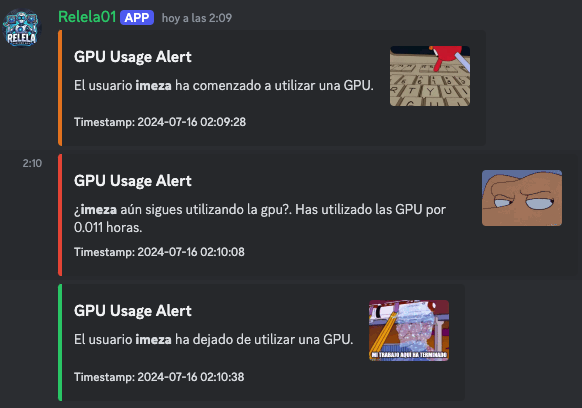 RELELA
Relela01 APP hoy a las 2:09
GPU Usage Alert
El usuario imeza ha comenzado a utilizar una GPU.
R T Y U
C
Timestamp: 2024-07-16 02:09:28
2:10
GPU Usage Alert
¿imeza aún sigues utilizando la gpu?. Has utilizado las GPU por
0.011 horas.
Timestamp: 2024-07-16 02:10:08
GPU Usage Alert
El usuario imeza ha dejado de utilizar una GPU.
MI TRABAJO AQUI HA TERMINADO
Timestamp: 2024-07-16 02:10:38